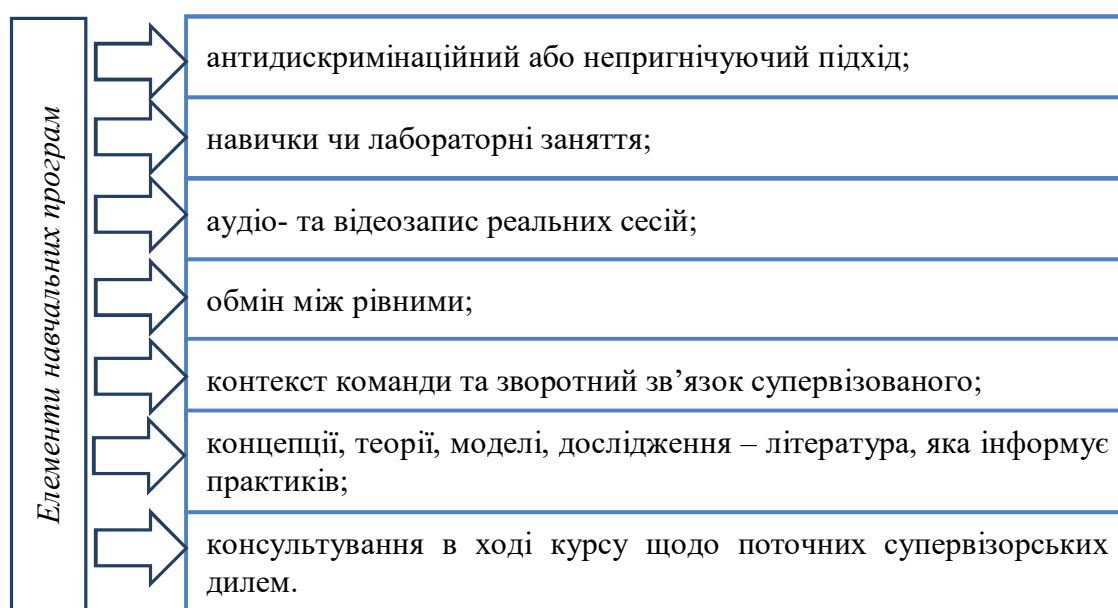 Елементи навчальних програм
антидискримінаційний або непригнічуючий підхід;
навички чи лабораторні заняття;
аудіо- та відеозапис реальних сесій;
обмін між рівними;
контекст команди та зворотний зв’язок супервізованого;
концепції, теорії, моделі, дослідження – література, яка інформує
практиків;
консультування в ході курсу щодо поточних супервізорських
дилем.